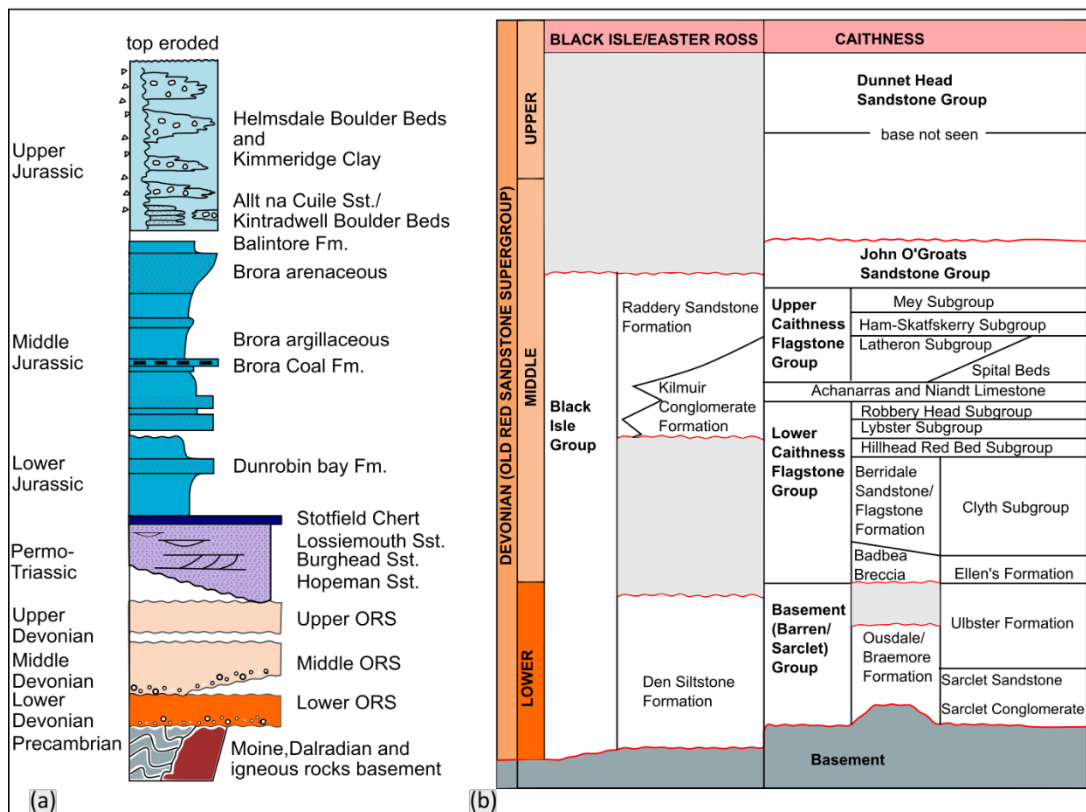 top eroded
Upper
Jurassic
Helmsdale Boulder Beds
and
Kimmeridge Clay
Allt na Cuile Sst./
Kintradwell Boulder Beds
Balintore Fm.
Middle
Jurassic
Brora arenaceous
Brora argillaceous
Brora Coal Fm.
Lower
Jurassic
Dunrobin bay Fm.
Stotfield Chert
Permo-
Triassic
Lossiemouth Sst.
Burghead Sst.
Hopeman Sst.
Upper
Devonian
Upper ORS
Middle
Devonian
Middle ORS
Lower
Devonian
Lower ORS
Precambrian
Moine,Dalradian and
igneous rocks basement
(a)
(b)
DEVONIAN (OLD RED SANDSTONE SUPERGROUP)
UPPER
MIDDLE
LOWER
BLACK ISLE/EASTER ROSS
Black
Isle
Group
Raddery Sandstone
Formation
Kilmuir
Conglomerate
Formation
Den Siltstone
Formation
CAITHNESS
Dunnet Head
Sandstone Group
base not seen
John O'Groats
Sandstone Group
Upper
Caithness
Flagstone
Group
Mey Subgroup
Ham-Skatfskerry Subgroup
Latheron Subgroup
Spital Beds
Achanarras and Niandt Limestone
Lower
Caithness
Flagstone
Group
Robbery Head Subgroup
Lybster Subgroup
Hillhead Red Bed Subgroup
Berridale
Sandstone/
Flagstone
Formation
Clyth Subgroup
Badbea
Breccia
Ellen's Formation
Basement
(Barren/
Sarclet)
Group
Ousdale/
Braemore
Formation
Ulbster Formation
Sarclet Sandstone
Sarclet Conglomerate
Basement